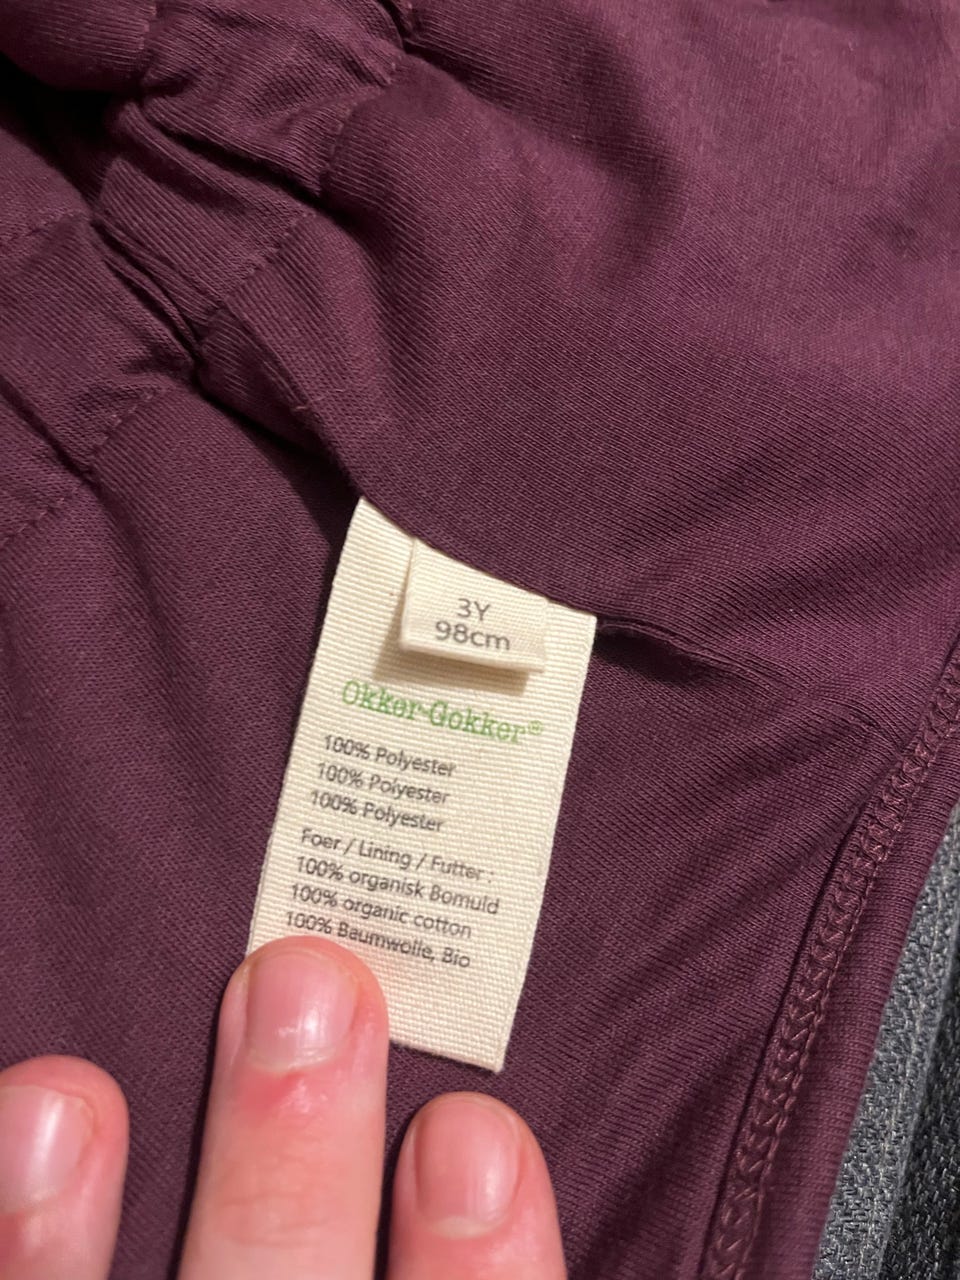 3Y
98cm
Okker-Gokker®
100% Polyester
100% Polyester
100% Polyester
Foer / Lining / Futter :
100% organisk Bomuld
100% organic cotton
100% Baumwolle, Bio